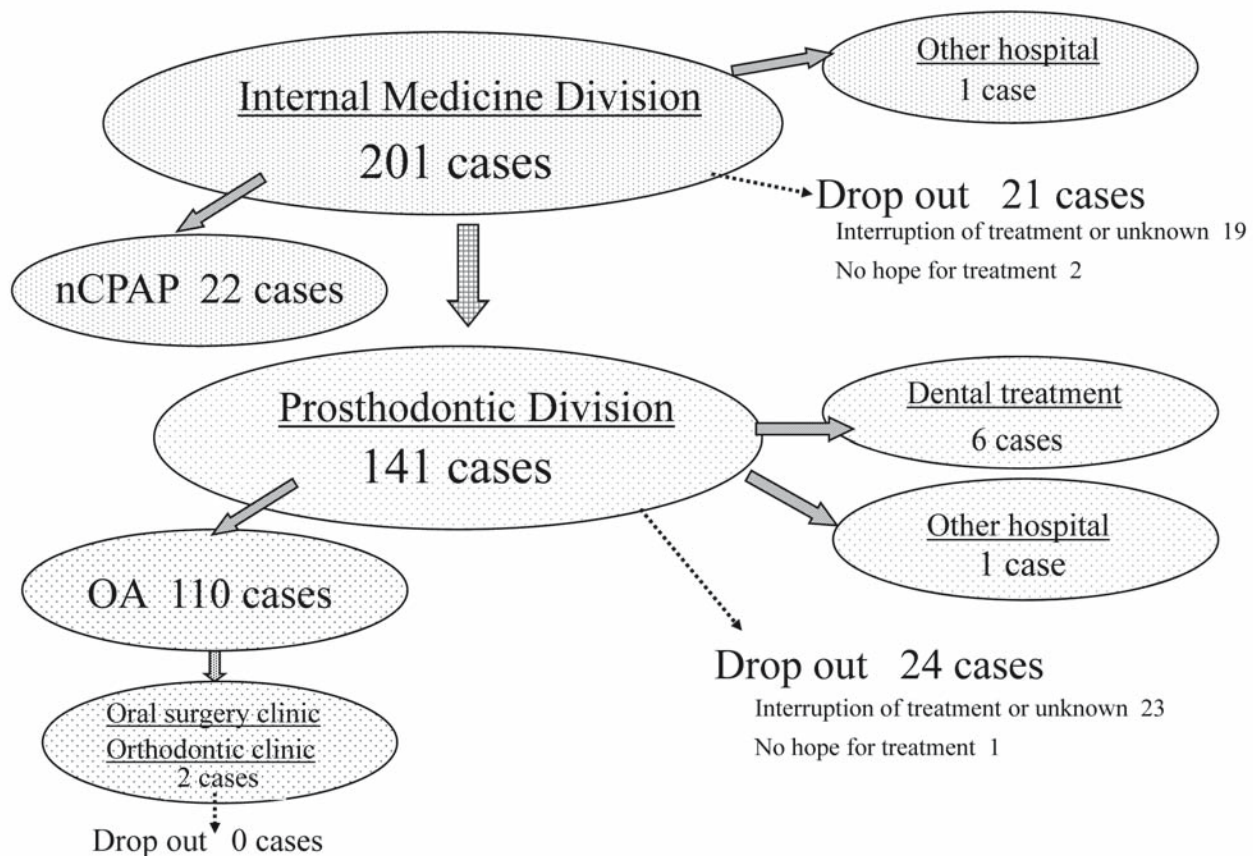 Other hospital
1 case
Internal Medicine Division
201 cases
Drop out 21 cases
Interruption of treatment or unknown 19
No hope for treatment 2
nCPAP 22 cases
Prosthodontic Division
141 cases
Dental treatment
6 cases
Other hospital
1 case
OA 110 cases
Drop out 24 cases
Interruption of treatment or unknown 23
No hope for treatment 1
Oral surgery clinic
Orthodontic clinic
2 cases
Drop out 0 cases